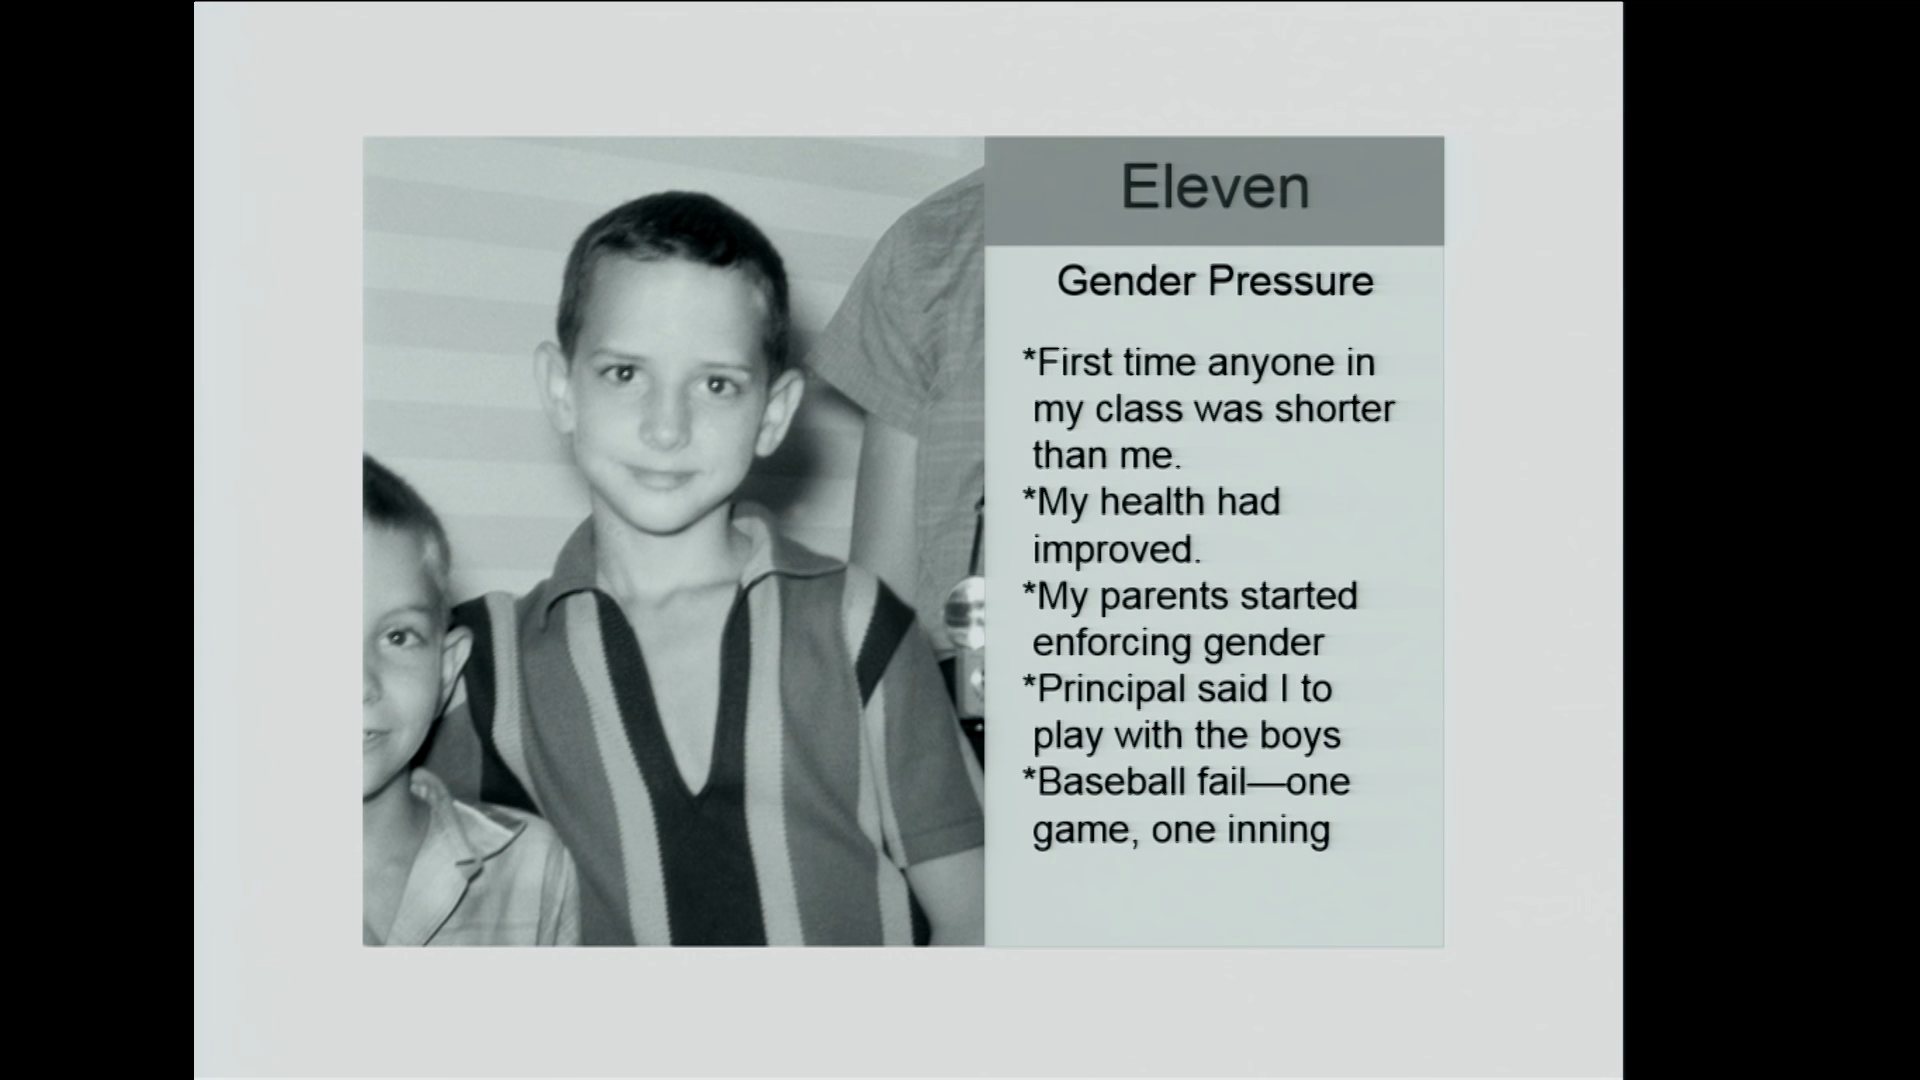 Eleven
Gender Pressure
*First time anyone in
my class was shorter
than me.
*My health had
improved.
*My parents started
enforcing gender
*Principal said I to
play with the boys
*Baseball fail—one
game, one inning